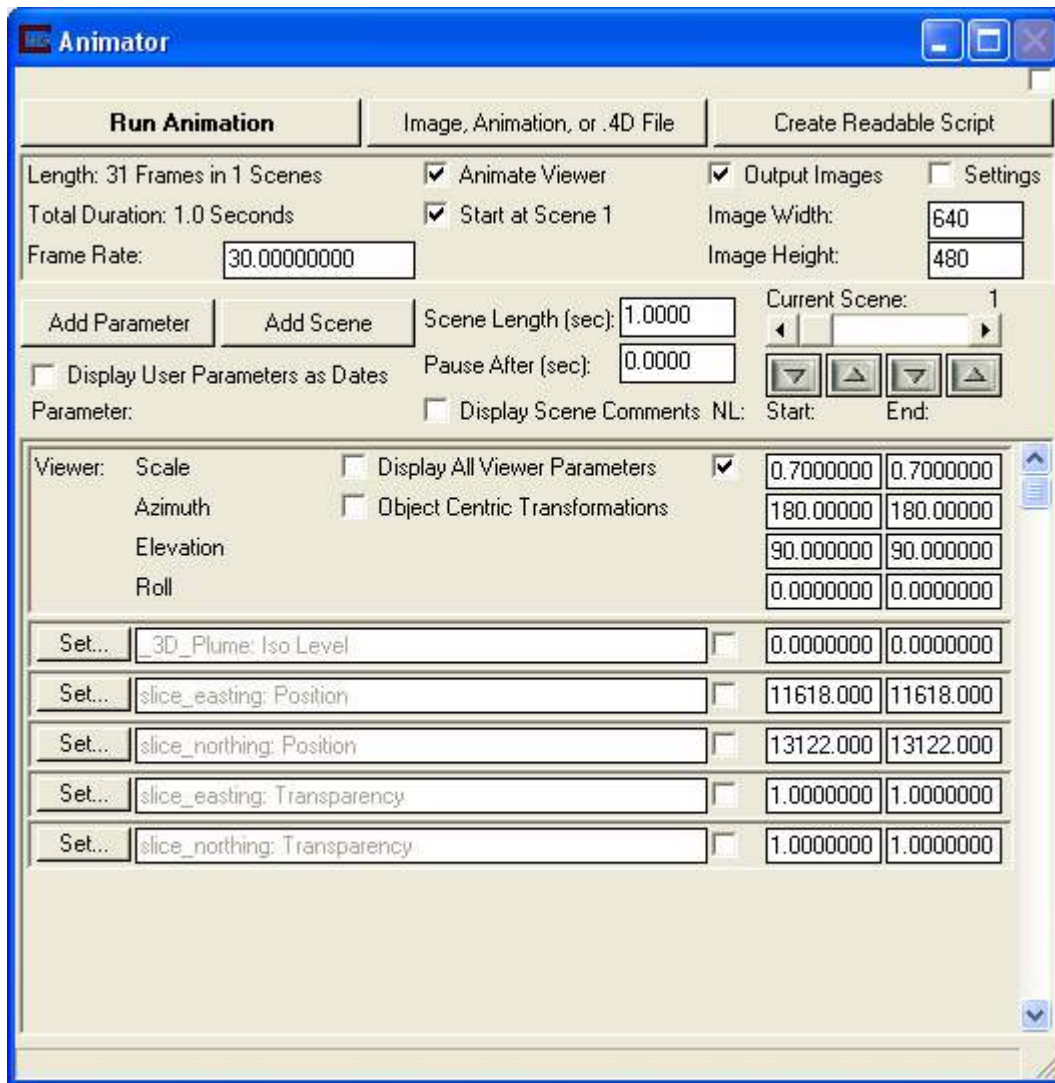 Animator
Run Animation Image, Animation, or .4D File Create Readable Script
Length: 31 Frames in 1 Scenes Animate Viewer Output Images Settings
Total Duration: 1.0 Seconds Start at Scene 1 Image Width: 640
Frame Rate: 30.00000000 Image Height: 480
Add Parameter Add Scene Scene Length (sec): 1.0000 Current Scene: 1
Display User Parameters as Dates Pause After (sec): 0.0000
Parameter: Display Scene Comments NL: Start: End:
Viewer: Scale Display All Viewer Parameters 0.7000000 0.7000000
Azimuth Object Centric Transformations 180.00000 180.00000
Elevation 90.000000 90.000000
Roll 0.0000000 0.0000000
Set... _3D_Plume: Iso Level 0.0000000 0.0000000
Set... slice_easting: Position 11618.000 11618.000
Set... slice_northing: Position 13122.000 13122.000
Set... slice_easting: Transparency 1.0000000 1.0000000
Set... slice_northing: Transparency 1.0000000 1.0000000